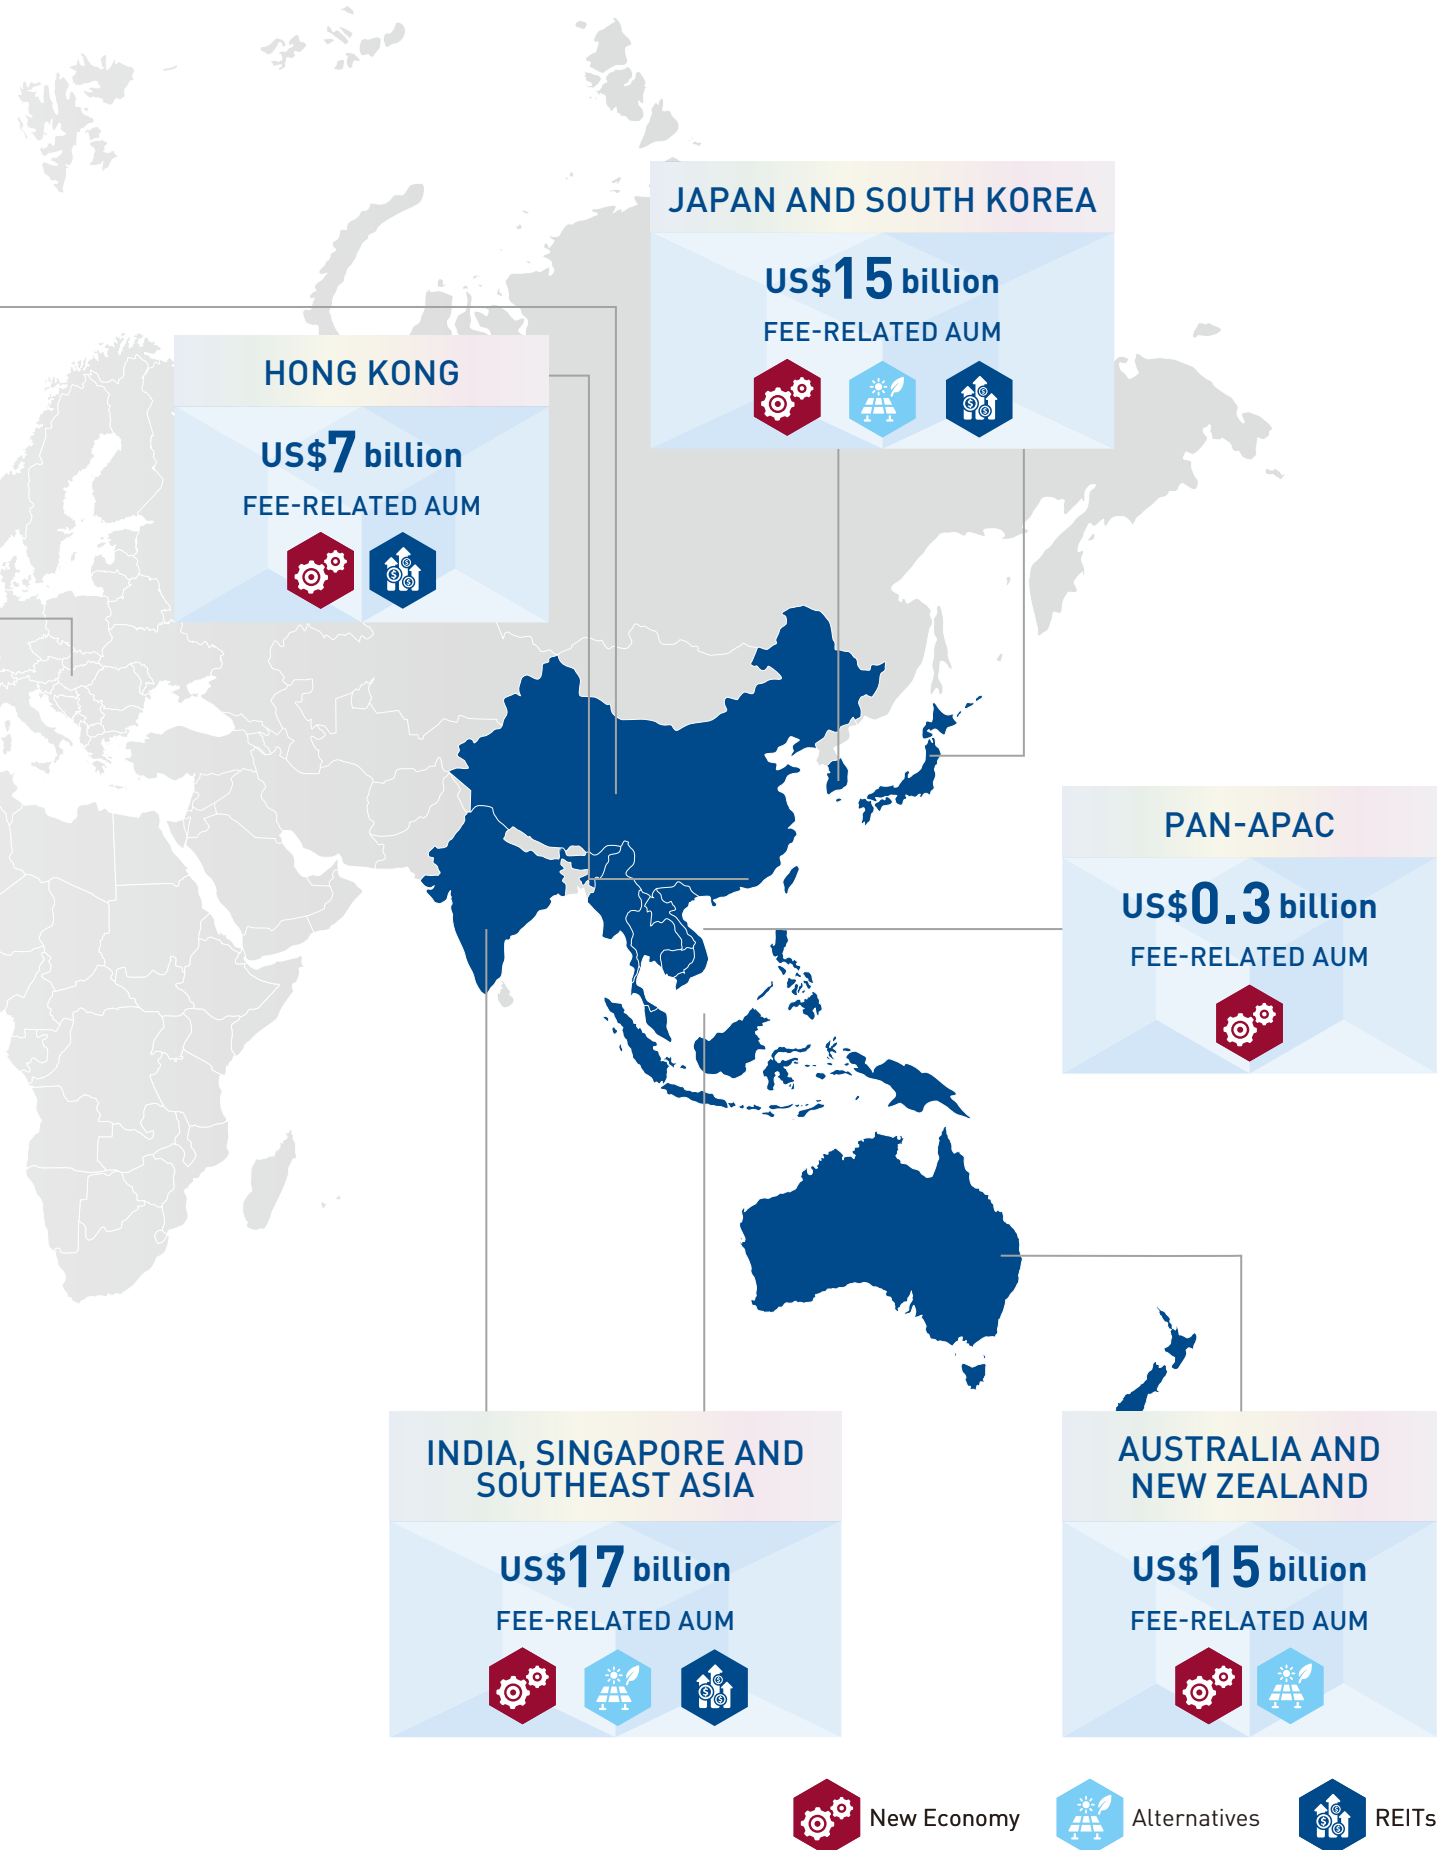 JAPAN AND SOUTH KOREA
US$15 billion
FEE-RELATED AUM
HONG KONG
US$7 billion
FEE-RELATED AUM
PAN-APAC
US$0.3 billion
FEE-RELATED AUM
INDIA, SINGAPORE AND
SOUTHEAST ASIA
US$17 billion
FEE-RELATED AUM
AUSTRALIA AND
NEW ZEALAND
US$15 billion
FEE-RELATED AUM
New Economy
Alternatives
REITs